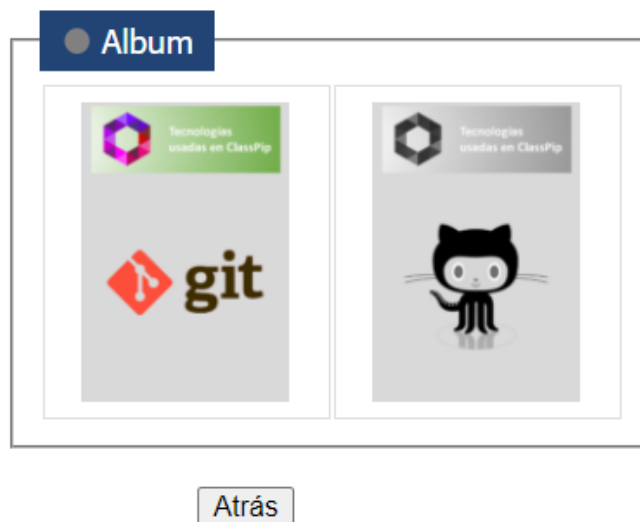 Album
Tecnologías
usadas en ClassPip
Tecnologías
usadas en ClassPip
git
Atrás